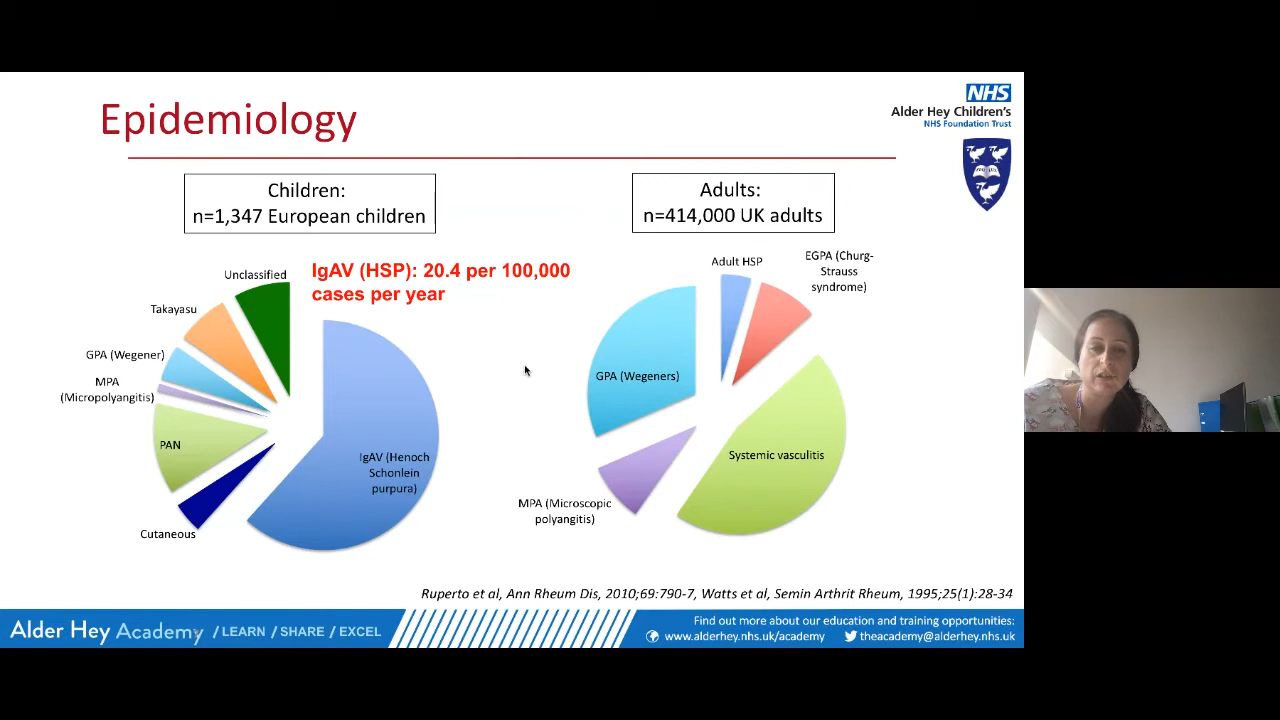 Epidemiology
NHS
Alder Hey Children's
NHS Foundation Trust
Children:
n=1,347 European children
Adults:
n=414,000 UK adults
IgAV (HSP): 20.4 per 100,000
cases per year
Unclassified
Takayasu
GPA (Wegener)
MPA
(Micropolyangitis)
PAN
Cutaneous
IgAV (Henoch
Schonlein
purpura)
Adult HSP
EGPA (Churg-
Strauss
syndrome)
GPA (Wegeners)
Systemic vasculitis
MPA (Microscopic
polyangitis)
Ruperto et al, Ann Rheum Dis, 2010;69:790-7, Watts et al, Semin Arthrit Rheum, 1995;25(1):28-34
Alder Hey Academy / LEARN / SHARE / EXCEL
Find out more about our education and training opportunities:
www.alderhey.nhs.uk/academy theacademy@alderhey.nhs.uk